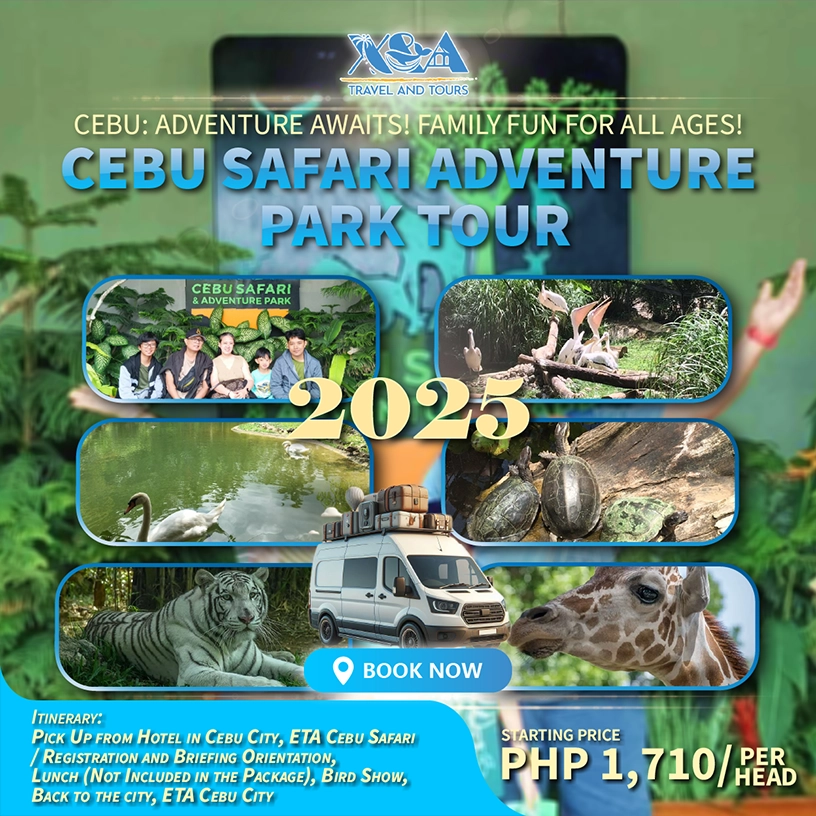 X&A
TRAVEL AND TOURS
CEBU: ADVENTURE AWAITS! FAMILY FUN FOR ALL AGES!
CEBU SAFARI ADVENTURE
PARK TOUR
CEBU SAFARI
& ADVENTURE PARK
2025
BOOK NOW
ITINERARY:
PICK UP FROM HOTEL IN CEBU CITY, ETA CEBU SAFARI
/ REGISTRATION AND BRIEFING ORIENTATION,
LUNCH (NOT INCLUDED IN THE PACKAGE), BIRD SHOW,
BACK TO THE CITY, ETA CEBU CITY
STARTING PRICE
PHP 1,710/PER HEAD